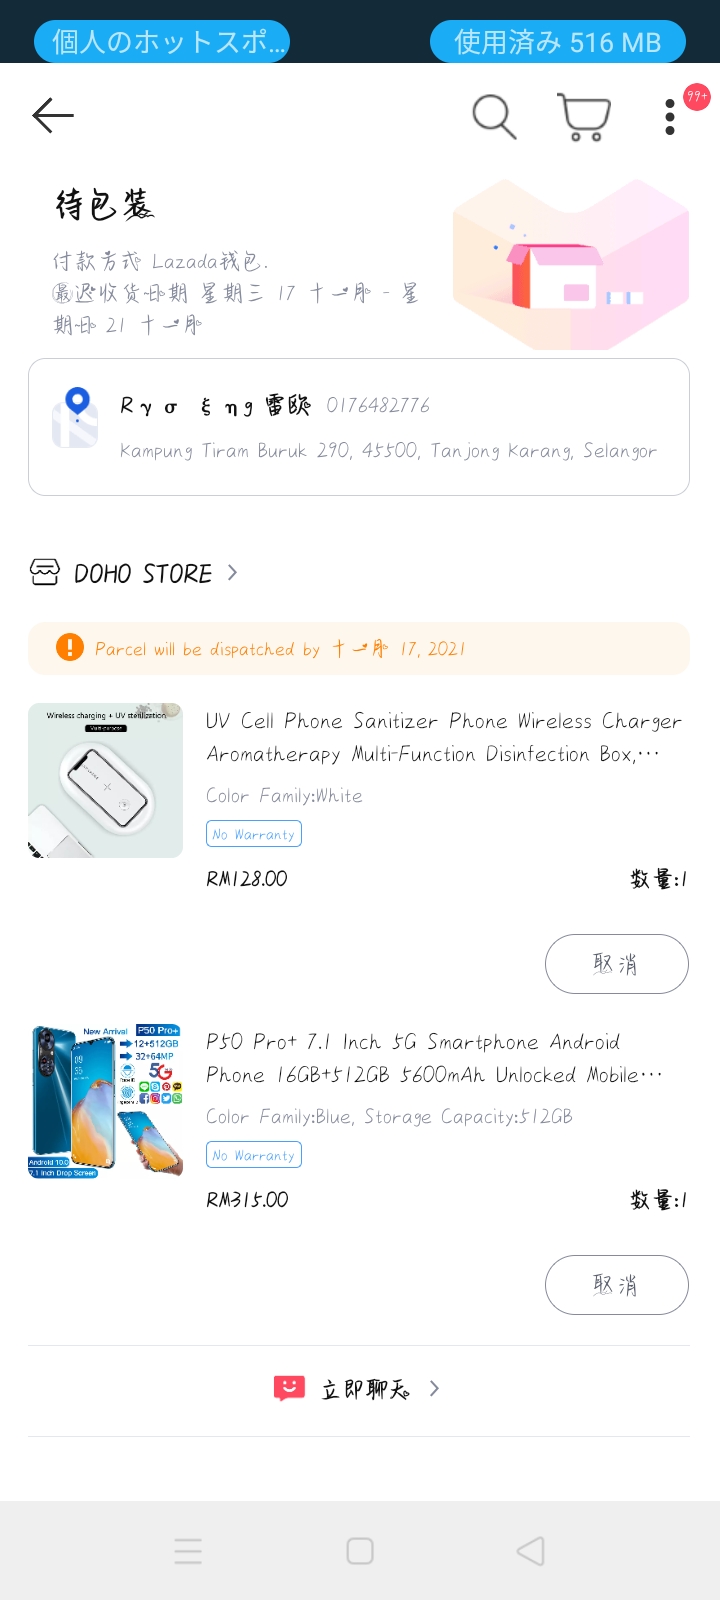 個人のホットスポ...
使用済み 516 MB
99+
待包装
付款方式 Lazada钱包.
最迟收货日期 星期三 17 十一月 - 星
期日 21 十一月
Rγσ ξηg 雷欧 0176482776
Kampung Tiram Buruk 290, 45500, Tanjong Karang, Selangor
DOHO STORE >
Parcel will be dispatched by 十一月 17, 2021
Wireless charging + UV sterilization
UV Cell Phone Sanitizer Phone Wireless Charger
Aromatherapy Multi-Function Disinfection Box,...
Color Family:White
No Warranty
RM128.00
数量:1
取消
New Arrival P50 Pro+
12+512GB
32+64MP
5G
Android 10.0
7.1 Inch Drop Screen
P50 Pro+ 7.1 Inch 5G Smartphone Android
Phone 16GB+512GB 5600mAh Unlocked Mobile...
Color Family:Blue, Storage Capacity:512GB
No Warranty
RM315.00
数量:1
取消
立即聊天 >